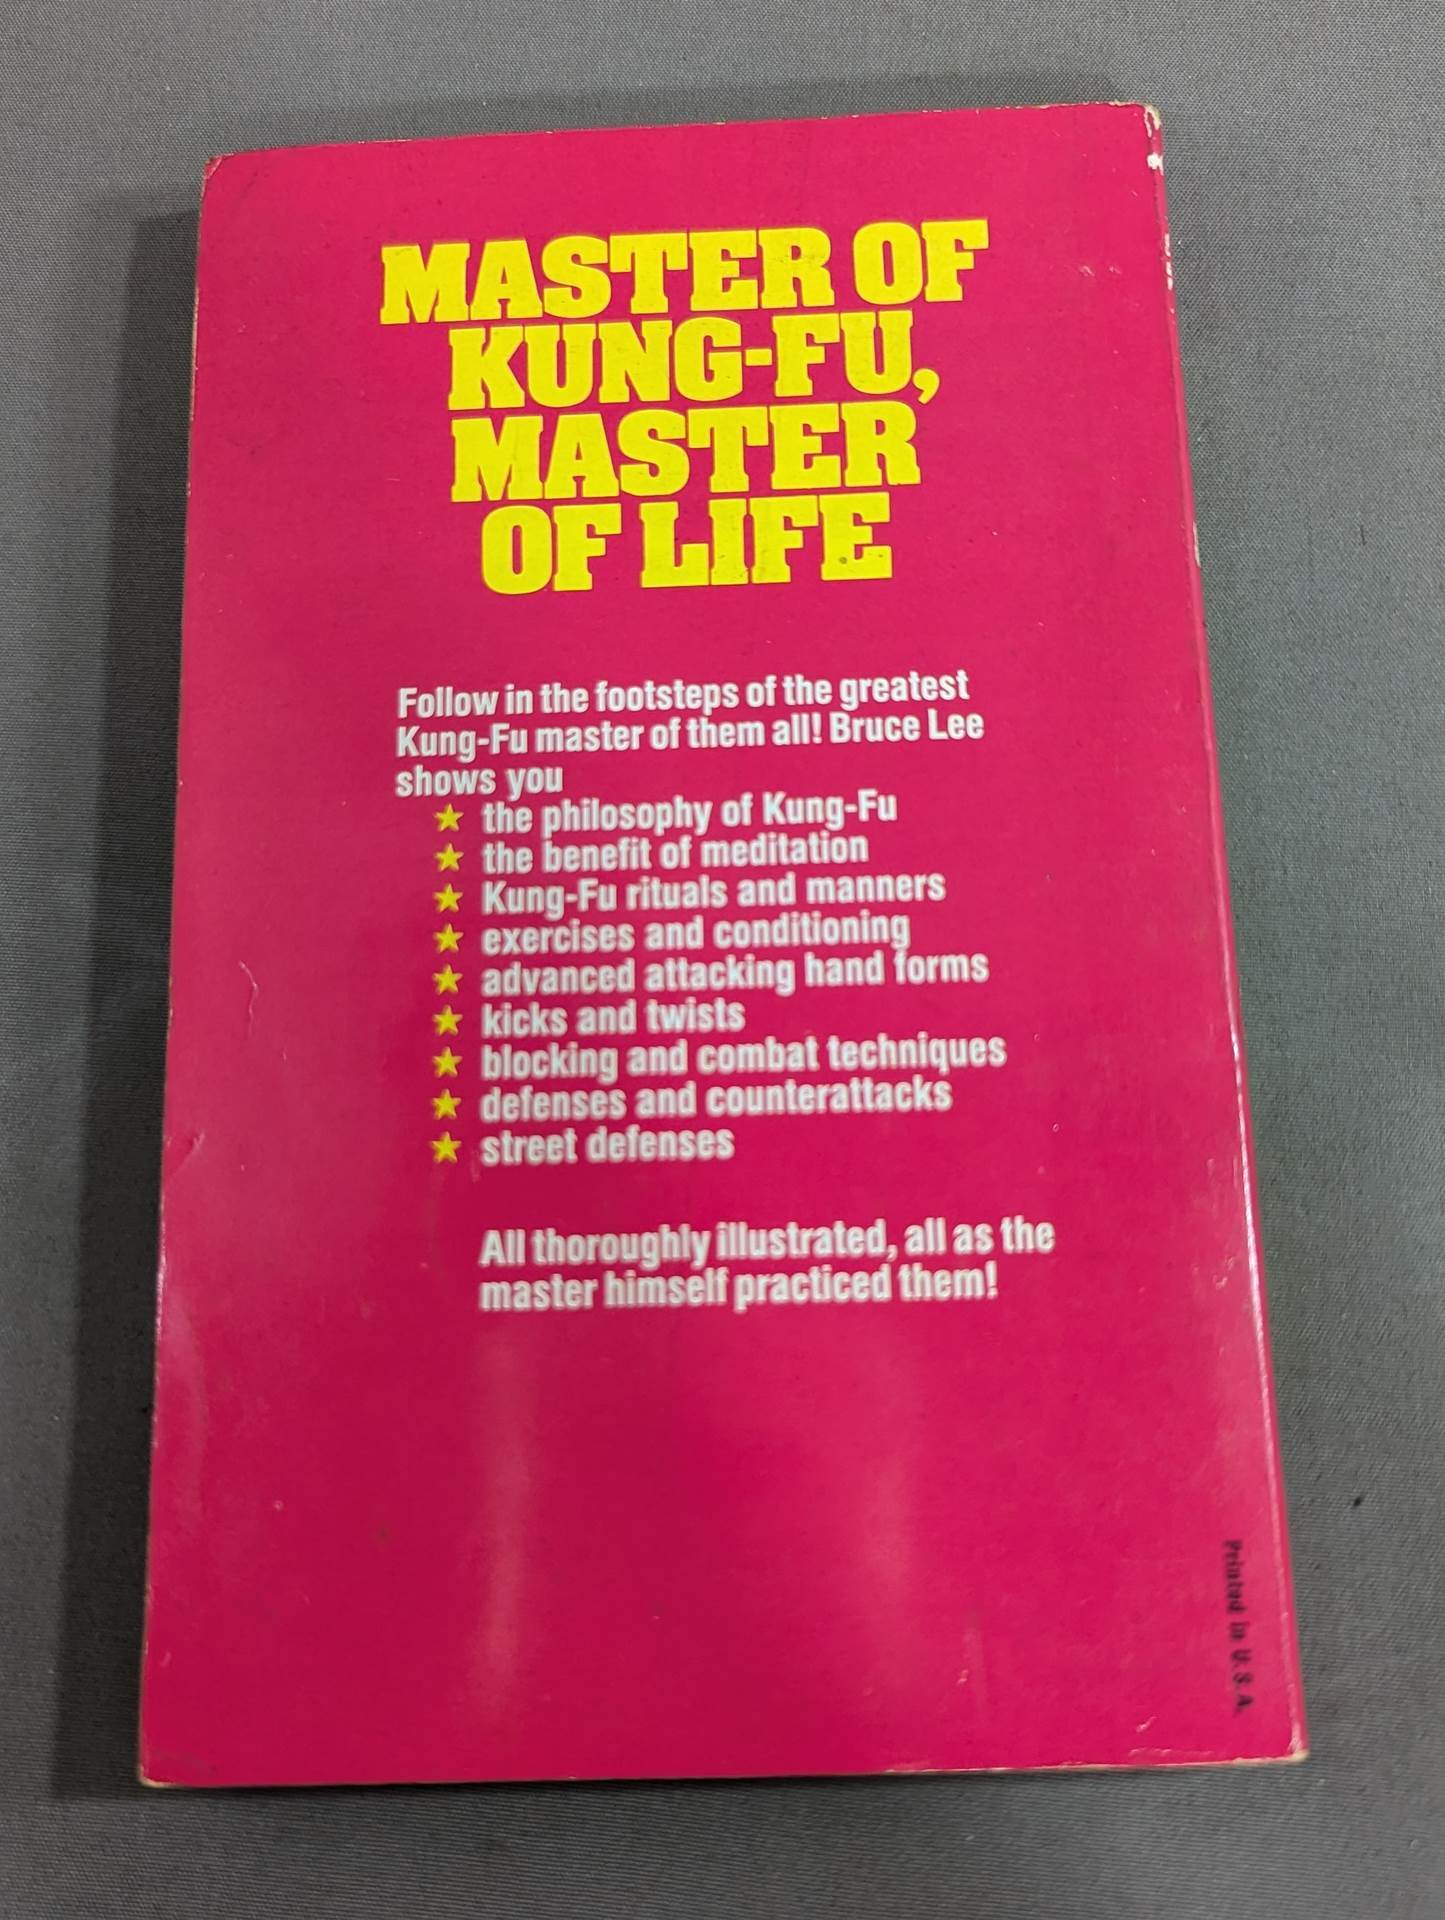 MASTER OF
KUNG-FU,
MASTER
OF LIFE
Follow in the footsteps of the greatest
Kung-Fu master of them all! Bruce Lee
shows you
★ the philosophy of Kung-Fu
★ the benefit of meditation
★ Kung-Fu rituals and manners
★ exercises and conditioning
★ advanced attacking hand forms
★ kicks and twists
★ blocking and combat techniques
★ defenses and counterattacks
★ street defenses
All thoroughly illustrated, all as the
master himself practiced them!
Printed in U.S.A.